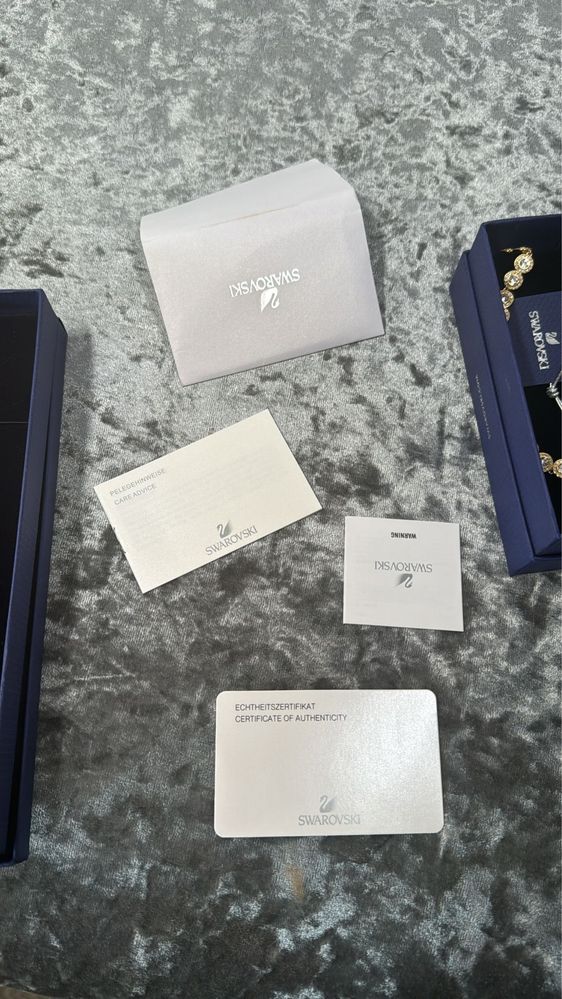 SWAROVSKI
SWAROVSKI
PFLEGEHINWEISE
CARE ADVICE
SWAROVSKI
WARNING
SWAROVSKI
ECHTHEITSZERTIFIKAT
CERTIFICATE OF AUTHENTICITY
SWAROVSKI